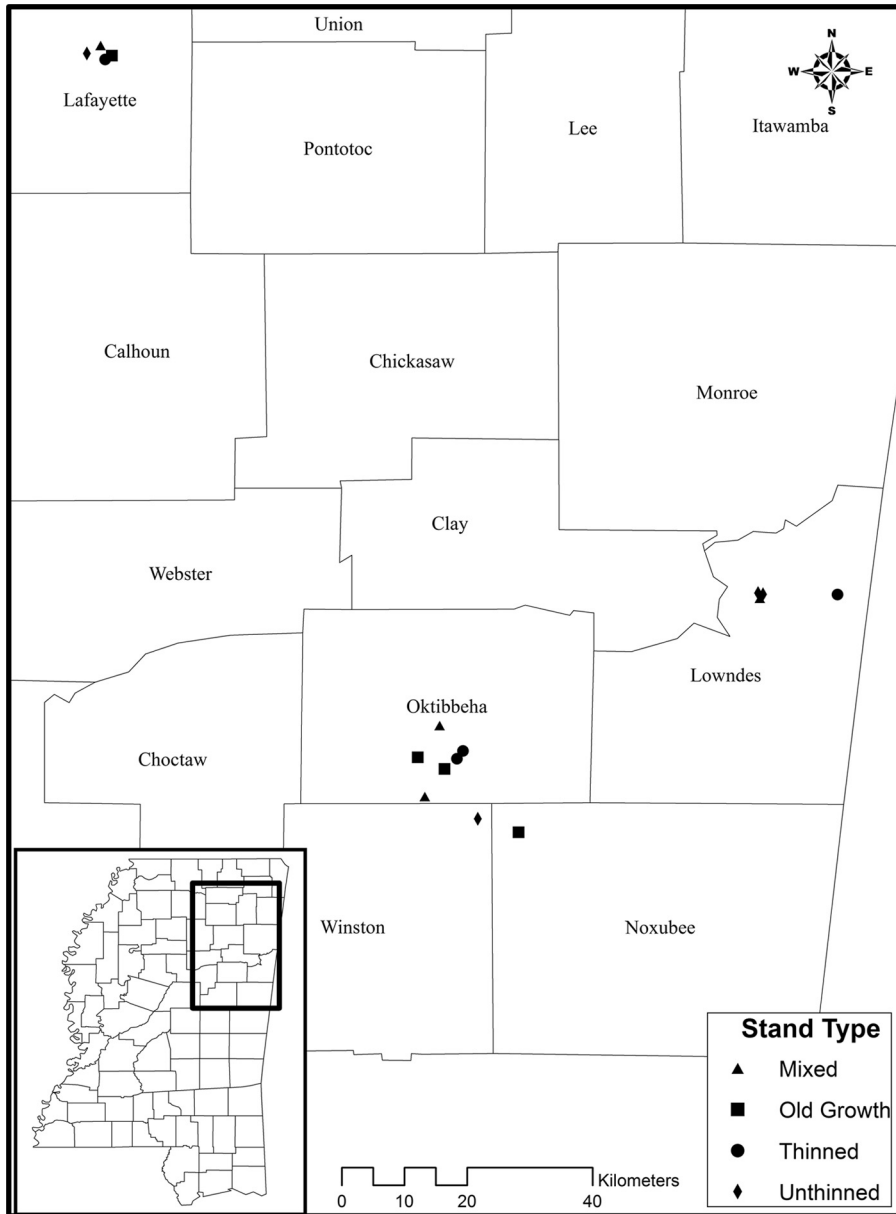 Union
N
W E
S
Lafayette
Lee
Itawamba
Pontotoc
Calhoun
Chickasaw
Monroe
Clay
Webster
Lowndes
Oktibbeha
Choctaw
Winston
Noxubee
Stand Type
Mixed
Old Growth
Thinned
Unthinned
Kilometers
0 10 20 40